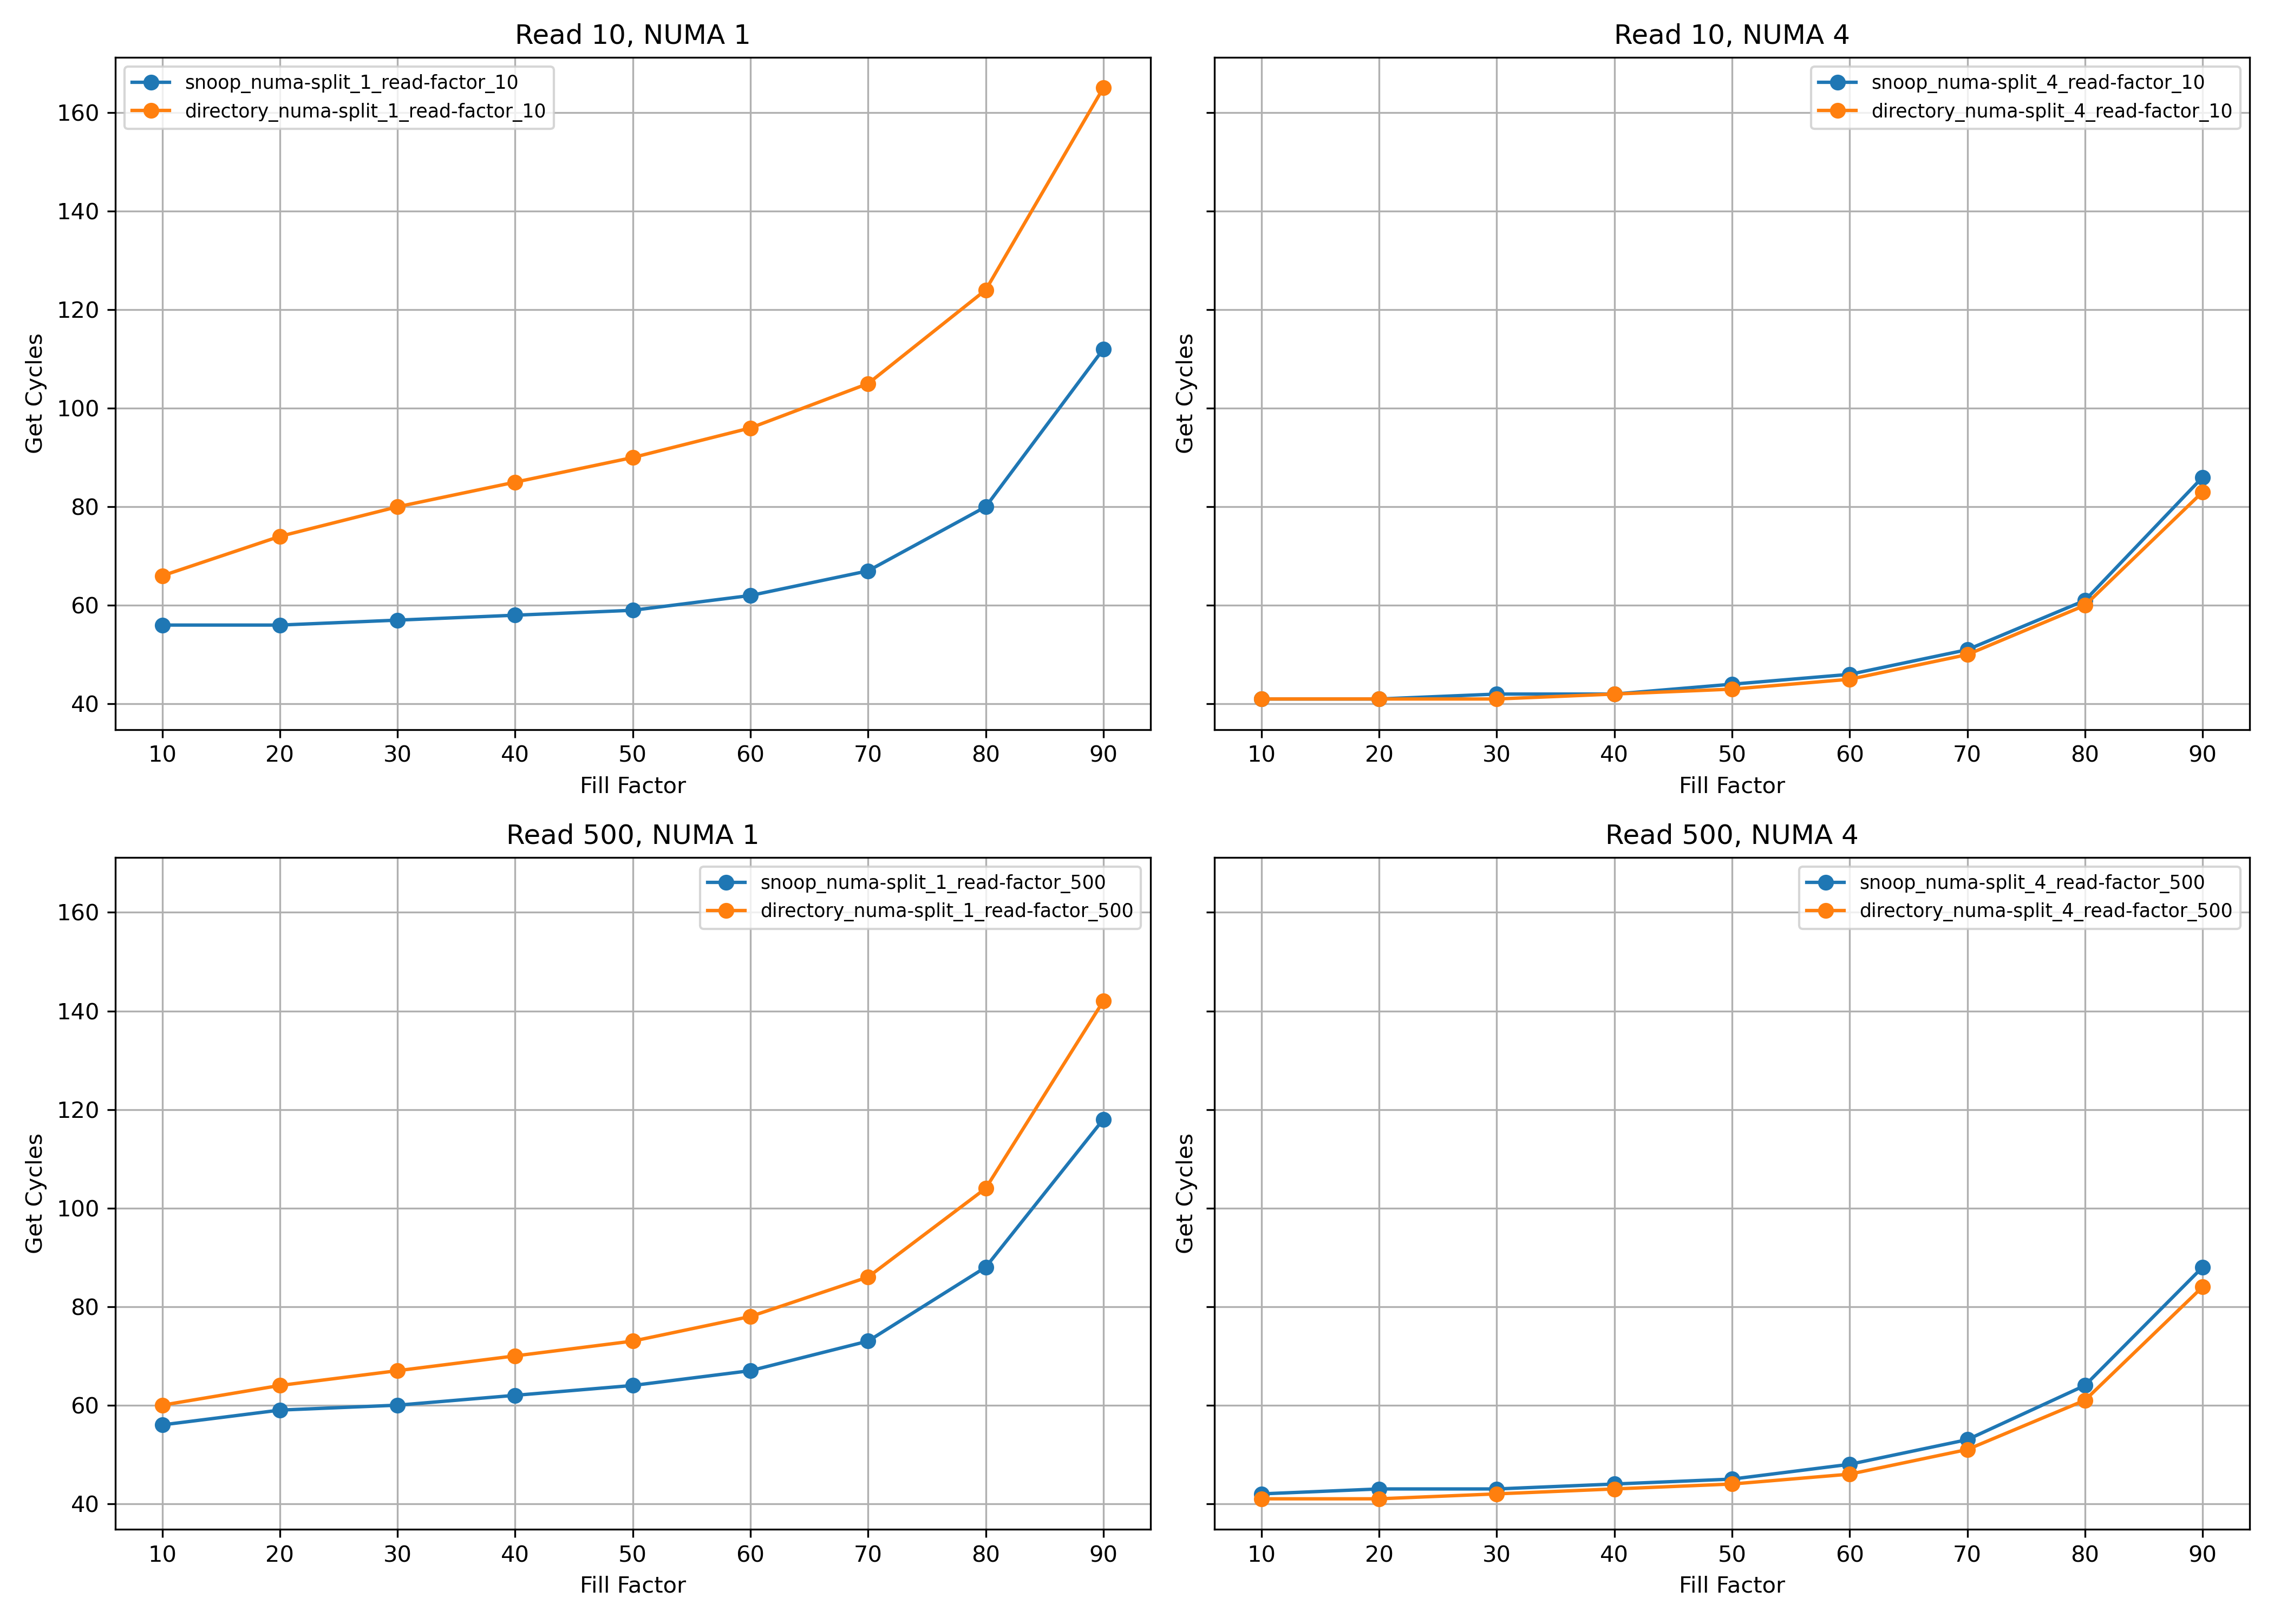 Read 10, NUMA 1
snoop_numa-split_1_read-factor_10
directory_numa-split_1_read-factor_10
160
140
120
100
80
60
40
Get Cycles
10 20 30 40 50 60 70 80 90
Fill Factor
Read 10, NUMA 4
snoop_numa-split_4_read-factor_10
directory_numa-split_4_read-factor_10
Get Cycles
10 20 30 40 50 60 70 80 90
Fill Factor
Read 500, NUMA 1
snoop_numa-split_1_read-factor_500
directory_numa-split_1_read-factor_500
160
140
120
100
80
60
40
Get Cycles
10 20 30 40 50 60 70 80 90
Fill Factor
Read 500, NUMA 4
snoop_numa-split_4_read-factor_500
directory_numa-split_4_read-factor_500
Get Cycles
10 20 30 40 50 60 70 80 90
Fill Factor